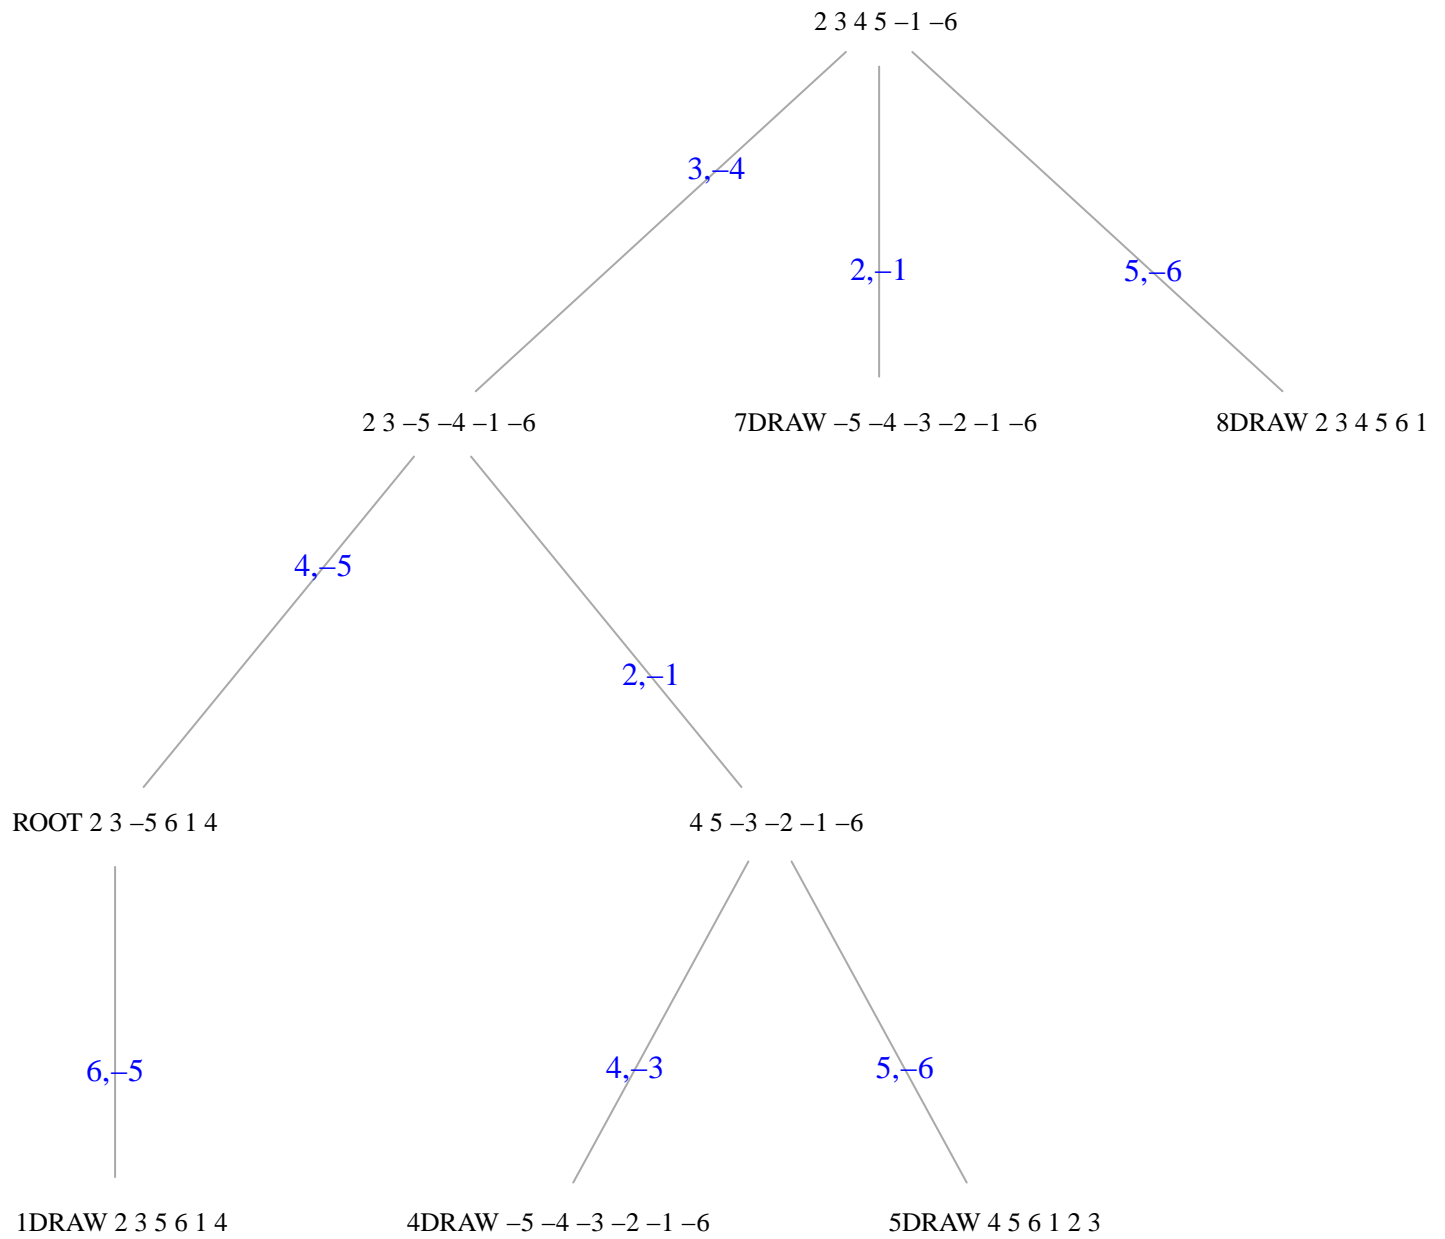 2 3 4 5 –1 –6
3,–4
2,–1
5,–6
2 3 –5 –4 –1 –6
7DRAW –5 –4 –3 –2 –1 –6
8DRAW 2 3 4 5 6 1
4,–5
2,–1
ROOT 2 3 –5 6 1 4
4 5 –3 –2 –1 –6
6,–5
4,–3
5,–6
1DRAW 2 3 5 6 1 4
4DRAW –5 –4 –3 –2 –1 –6
5DRAW 4 5 6 1 2 3